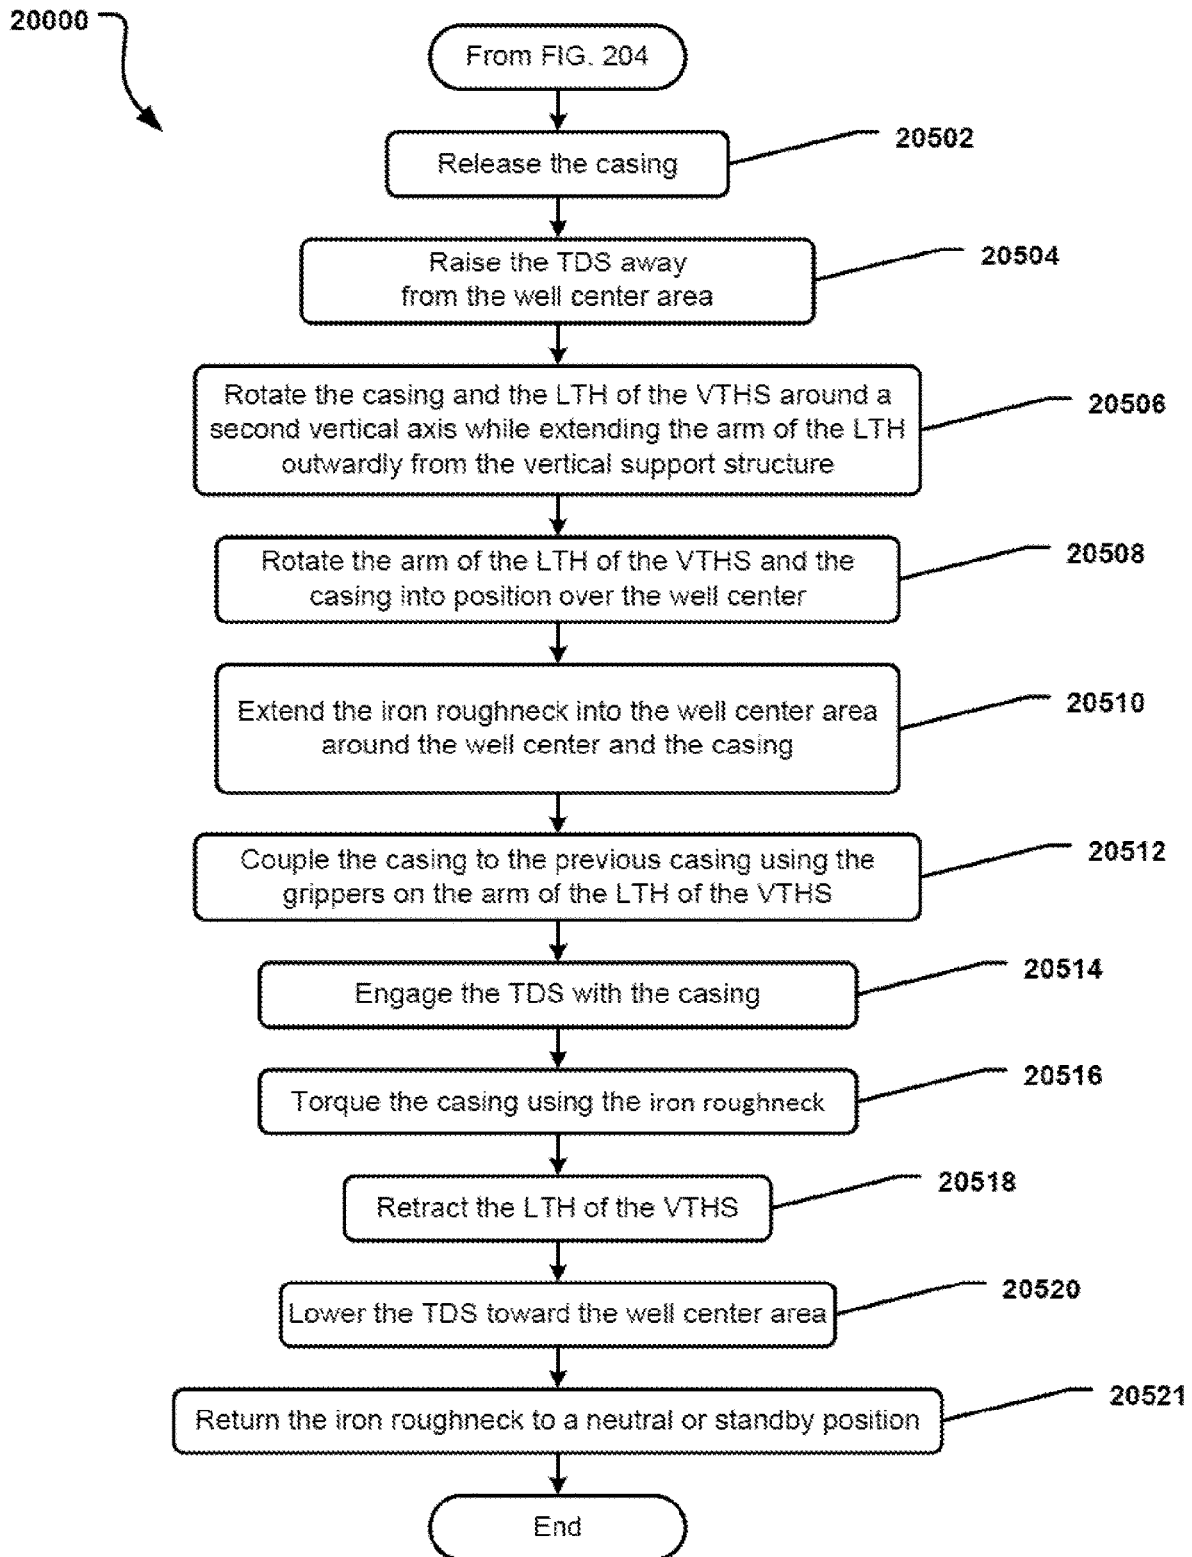 20000
From FIG. 204
Release the casing
20502
Raise the TDS away
from the well center area
20504
Rotate the casing and the LTH of the VTHS around a
second vertical axis while extending the arm of the LTH
outwardly from the vertical support structure
20506
Rotate the arm of the LTH of the VTHS and the
casing into position over the well center
20508
Extend the iron roughneck into the well center area
around the well center and the casing
20510
Couple the casing to the previous casing using the
grippers on the arm of the LTH of the VTHS
20512
Engage the TDS with the casing
20514
Torque the casing using the iron roughneck
20516
Retract the LTH of the VTHS
20518
Lower the TDS toward the well center area
20520
Return the iron roughneck to a neutral or standby position
20521
End